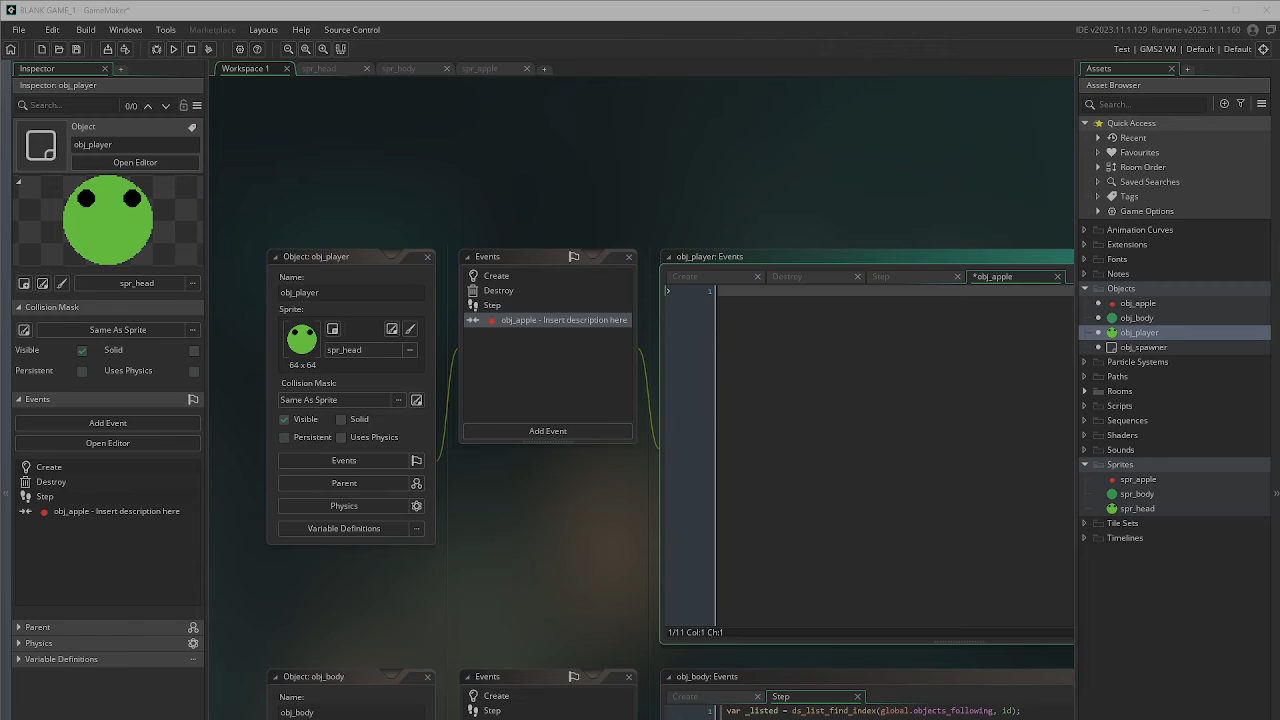 BLANK GAME_1 - GameMaker*
File Edit Build Windows Tools Marketplace Layouts Help Source Control
IDE v2023.11.1.129 Runtime v2023.11.1.160
Test | GMS2 VM | Default | Default
Inspector
Inspector: obj_player
Search... 0/0
Object
obj_player
Open Editor
spr_head ...
Collision Mask
Same As Sprite ...
Visible Solid
Persistent Uses Physics
Events
Add Event
Open Editor
Create
Destroy
Step
obj_apple - Insert description here
Parent
Physics
Variable Definitions ...
Workspace 1 spr_head spr_body spr_apple
Object: obj_player
Name:
obj_player
Sprite:
spr_head ...
64 x 64
Collision Mask:
Same As Sprite ...
Visible Solid
Persistent Uses Physics
Events
Parent
Physics
Variable Definitions ...
Events
Create
Destroy
Step
obj_apple - Insert description here
Add Event
obj_player: Events
Create Destroy Step *obj_apple
1
1/11 Col:1 Ch:1
Object: obj_body
Name:
obj_body
Events
Create
Step
obj_body: Events
Create Step
1 var _listed = ds_list_find_index(global.objects_following, id);
Assets
Asset Browser
Search...
Quick Access
Recent
Favourites
Room Order
Saved Searches
Tags
Game Options
Animation Curves
Extensions
Fonts
Notes
Objects
obj_apple
obj_body
obj_player
obj_spawner
Particle Systems
Paths
Rooms
Scripts
Sequences
Shaders
Sounds
Sprites
spr_apple
spr_body
spr_head
Tile Sets
Timelines